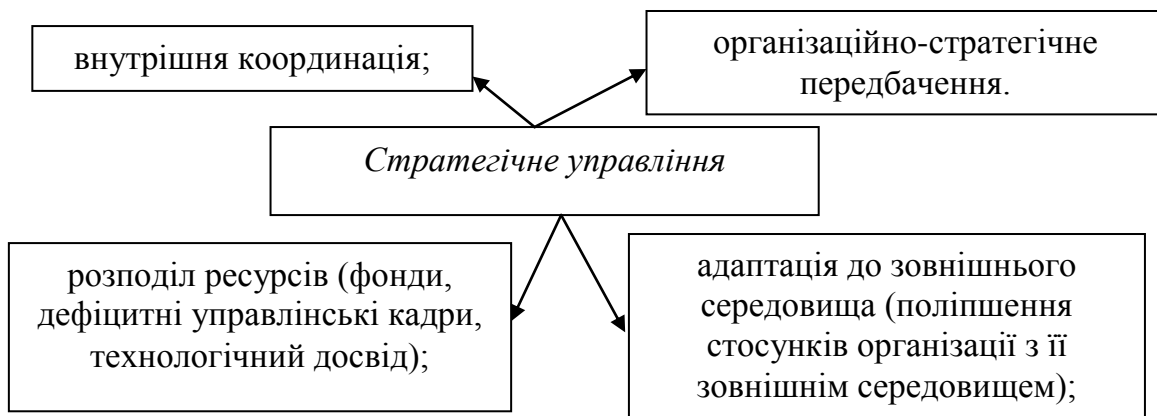 внутрішня координація;
організаційно-стратегічне
передбачення.
Стратегічне управління
розподіл ресурсів (фонди,
дефіцитні управлінські кадри,
технологічний досвід);
адаптація до зовнішнього
середовища (поліпшення
стосунків організації з її
зовнішнім середовищем);